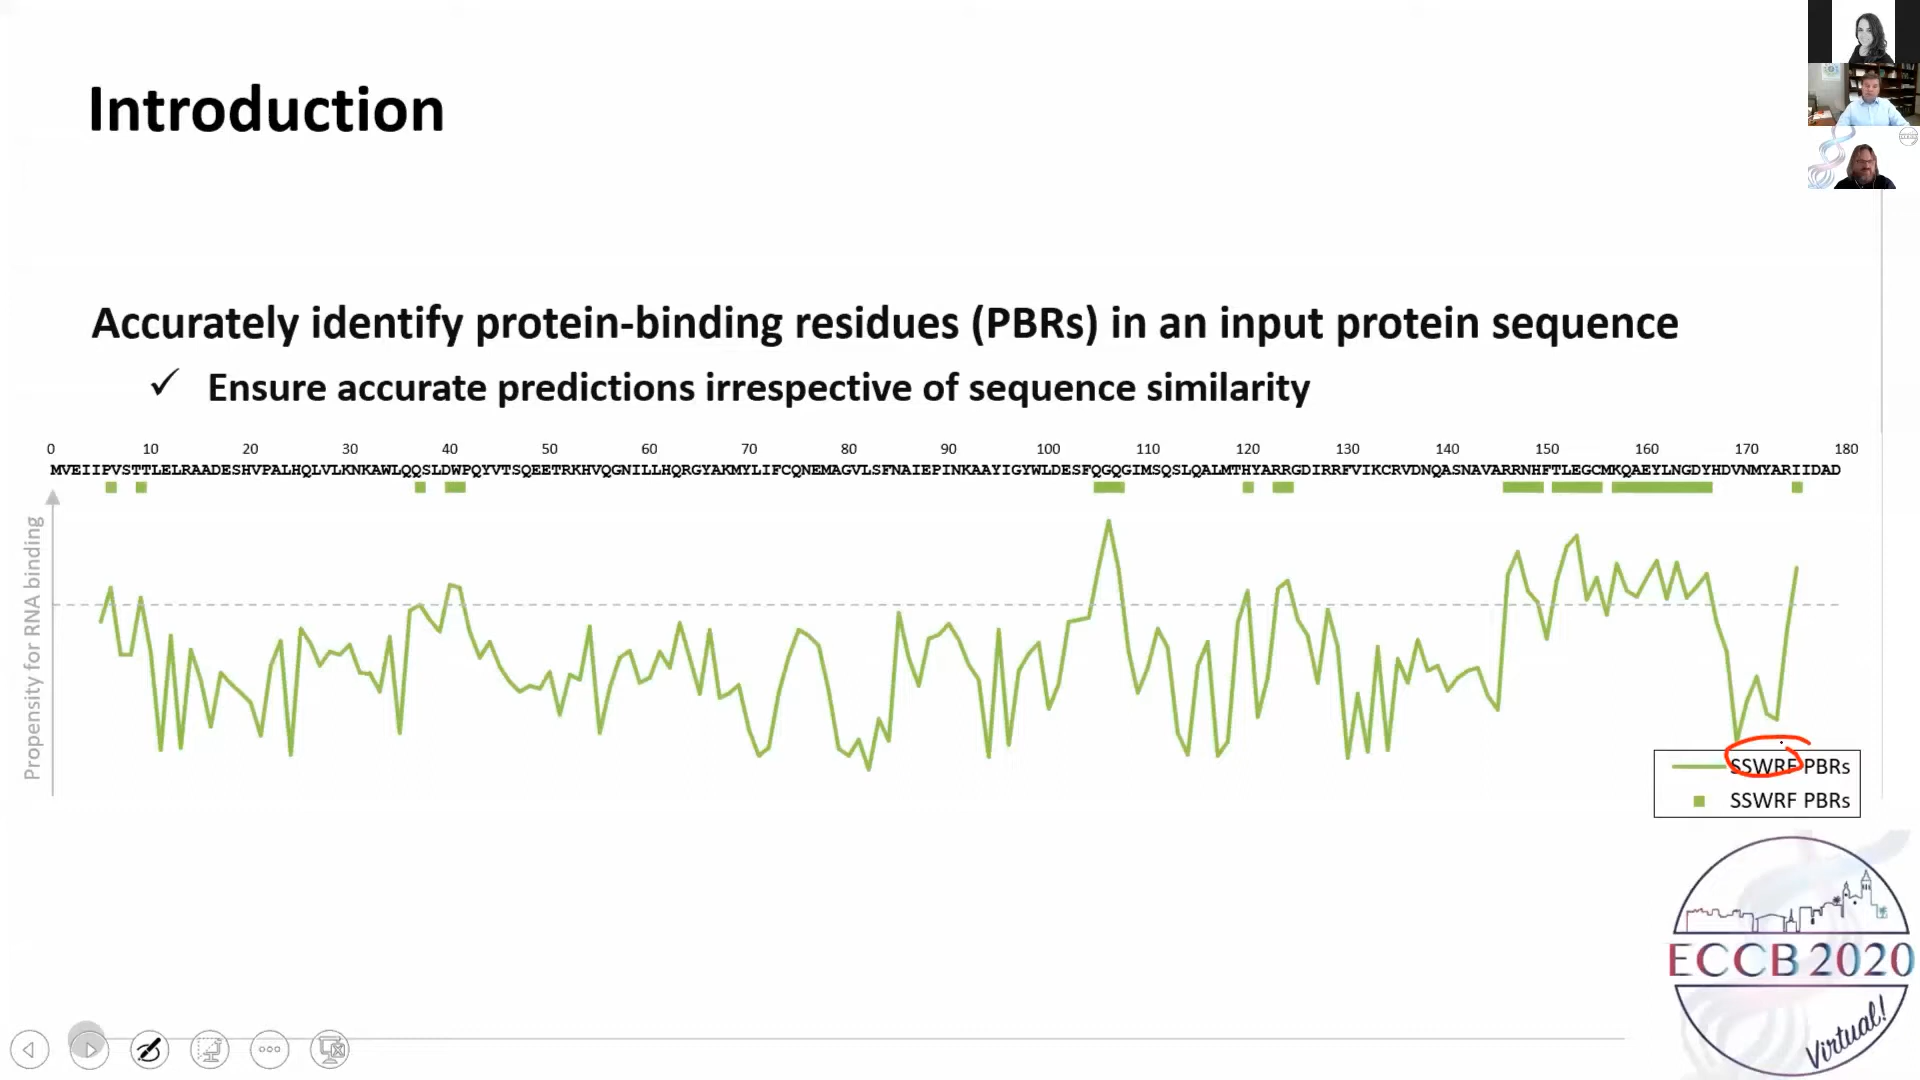 Introduction
Accurately identify protein-binding residues (PBRs) in an input protein sequence
✓ Ensure accurate predictions irrespective of sequence similarity
0 10 20 30 40 50 60 70 80 90 100 110 120 130 140 150 160 170 180
MVEIIPVSTTLELRAADESHVPALHQLVLKNKAWLQQSLDWPQYVTSQEETRKHVQGNILLHQRGYAKMYLIFCQNEMAGVLSFNAIEPINKAAYIGYWLDESFQGQGIMSQSLQALMTHYARRGDIRRFVIKCRVDNQASNAVARRNHFTLEGCMKQAEYLNGDYHDVNMYARIIDAD
Propensity for RNA binding
SSWRF PBRs
SSWRF PBRs
ECCB 2020
Virtual!